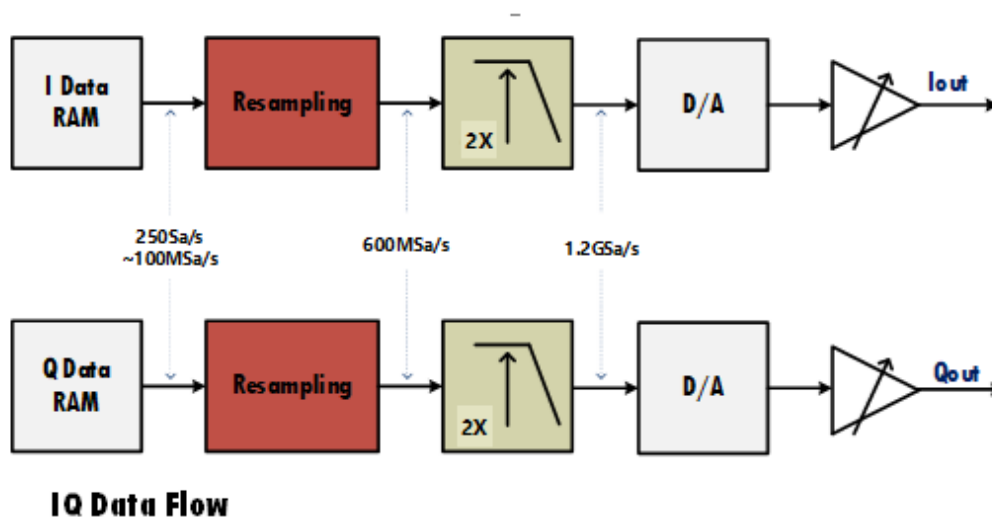 I Data
RAM
Resampling
2X
D/A
Iout
250Sa/s
~100MSa/s
600MSa/s
1.2GSa/s
Q Data
RAM
Resampling
2X
D/A
Qout
IQ Data Flow